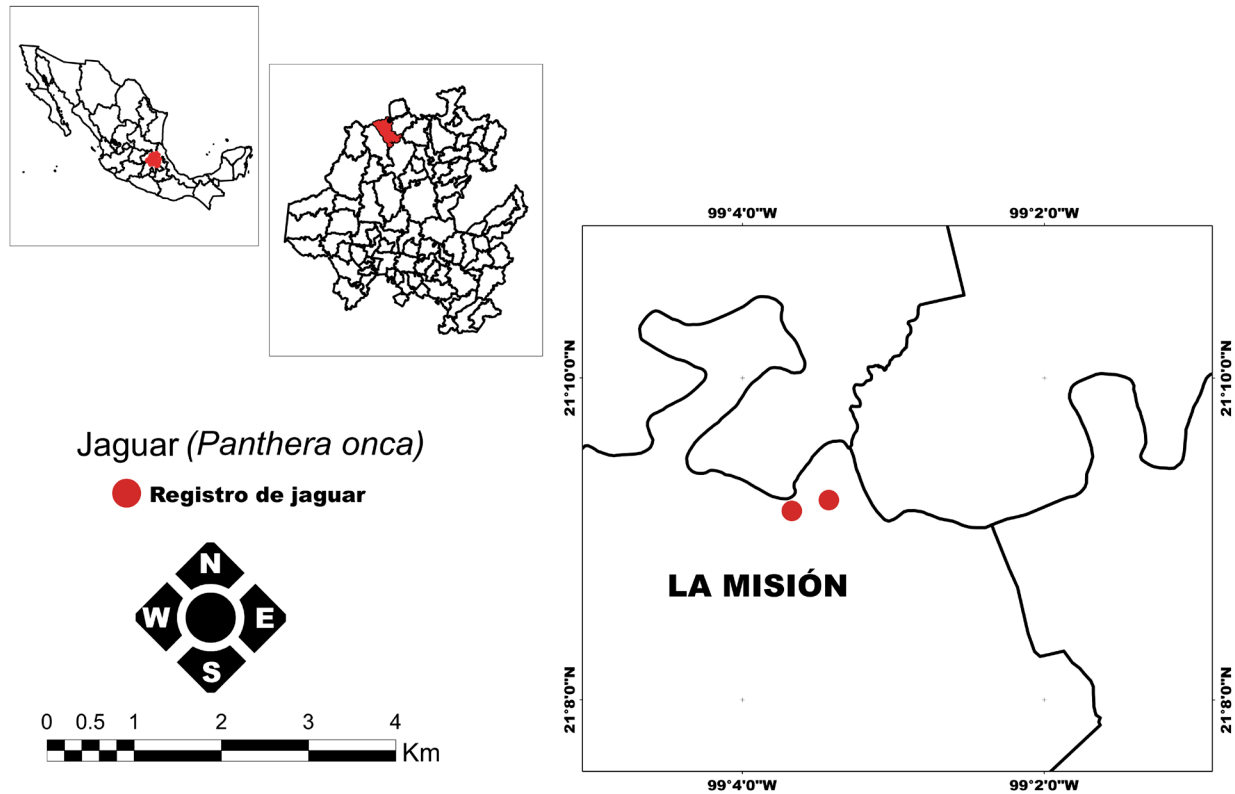 99°4'0"W 99°2'0"W
21°10'0"N 21°10'0"N
Jaguar (Panthera onca)
Registro de jaguar
LA MISIÓN
N
W E
S
21°8'0"N 21°8'0"N
0 0.5 1 2 3 4
Km
99°4'0"W 99°2'0"W